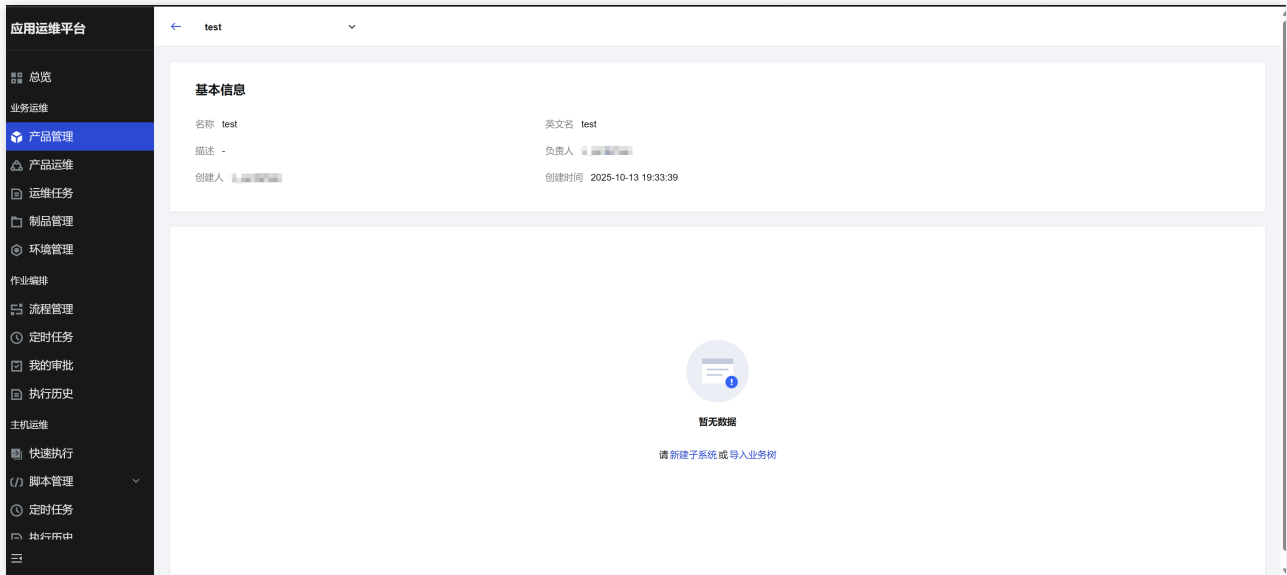 应用运维平台
← test
总览
业务运维
产品管理
产品运维
运维任务
制品管理
环境管理
作业编排
流程管理
定时任务
我的审批
执行历史
主机运维
快速执行
脚本管理
定时任务
执行历史
基本信息
名称 test
英文名 test
描述 -
负责人
创建人
创建时间 2025-10-13 19:33:39
暂无数据
请新建子系统或导入业务树